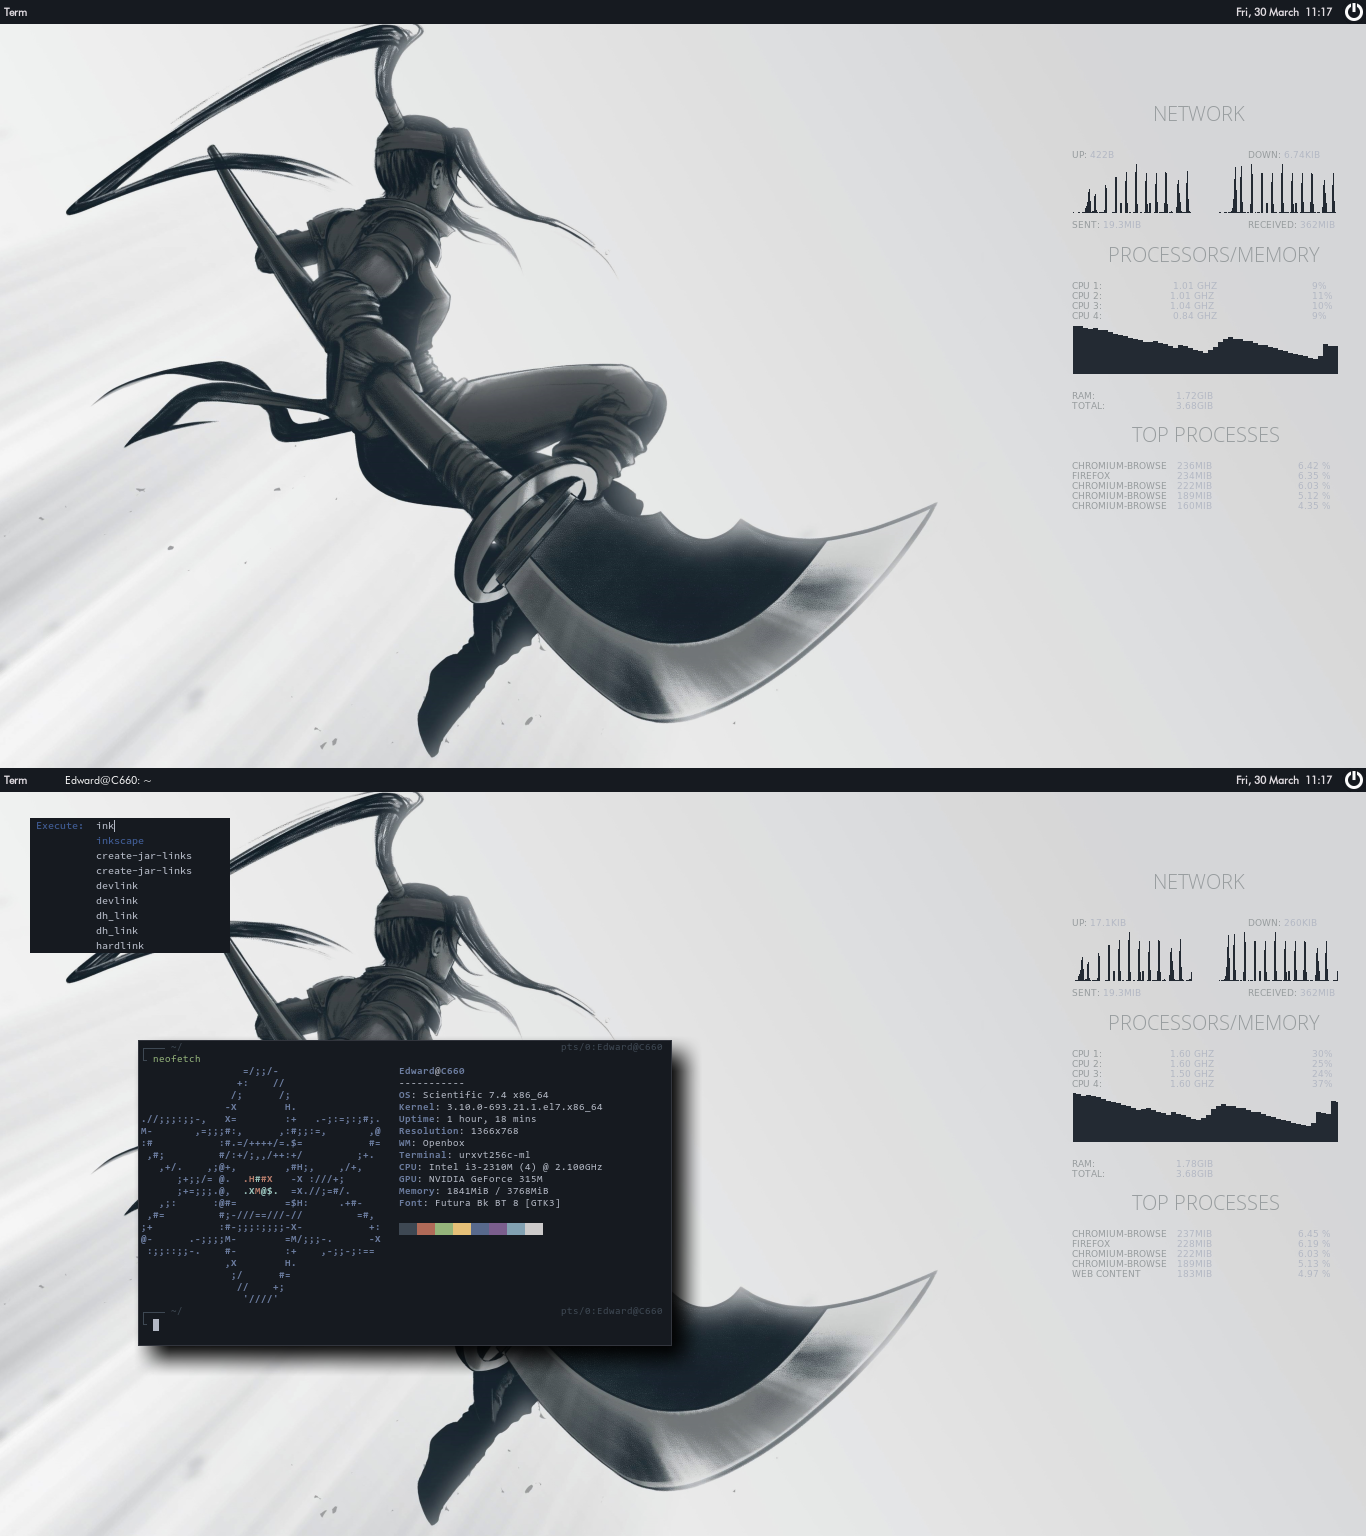 Term Fri, 30 March 11:17
NETWORK
UP: 422B DOWN: 6.74KIB
SENT: 19.3MIB RECEIVED: 362MIB
PROCESSORS/MEMORY
CPU 1: 1.01 GHZ 9%
CPU 2: 1.01 GHZ 11%
CPU 3: 1.04 GHZ 10%
CPU 4: 0.84 GHZ 9%
RAM: 1.72GIB
TOTAL: 3.68GIB
TOP PROCESSES
CHROMIUM-BROWSE 236MIB 6.42 %
FIREFOX 234MIB 6.35 %
CHROMIUM-BROWSE 222MIB 6.03 %
CHROMIUM-BROWSE 189MIB 5.12 %
CHROMIUM-BROWSE 160MIB 4.35 %
Term Edward@C660: ~ Fri, 30 March 11:17
Execute: ink
inkscape
create-jar-links
create-jar-links
devlink
devlink
dh_link
dh_link
hardlink
NETWORK
UP: 17.1KIB DOWN: 260KIB
SENT: 19.3MIB RECEIVED: 362MIB
PROCESSORS/MEMORY
CPU 1: 1.60 GHZ 30%
CPU 2: 1.60 GHZ 25%
CPU 3: 1.50 GHZ 24%
CPU 4: 1.60 GHZ 37%
RAM: 1.78GIB
TOTAL: 3.68GIB
TOP PROCESSES
CHROMIUM-BROWSE 237MIB 6.45 %
FIREFOX 228MIB 6.19 %
CHROMIUM-BROWSE 222MIB 6.03 %
CHROMIUM-BROWSE 189MIB 5.13 %
WEB CONTENT 183MIB 4.97 %
~/ pts/0:Edward@C660
neofetch
Edward@C660
-----------
OS: Scientific 7.4 x86_64
Kernel: 3.10.0-693.21.1.el7.x86_64
Uptime: 1 hour, 18 mins
Resolution: 1366x768
WM: Openbox
Terminal: urxvt256c-ml
CPU: Intel i3-2310M (4) @ 2.100GHz
GPU: NVIDIA GeForce 315M
Memory: 1841MiB / 3768MiB
Font: Futura Bk BT 8 [GTK3]
~/ pts/0:Edward@C660